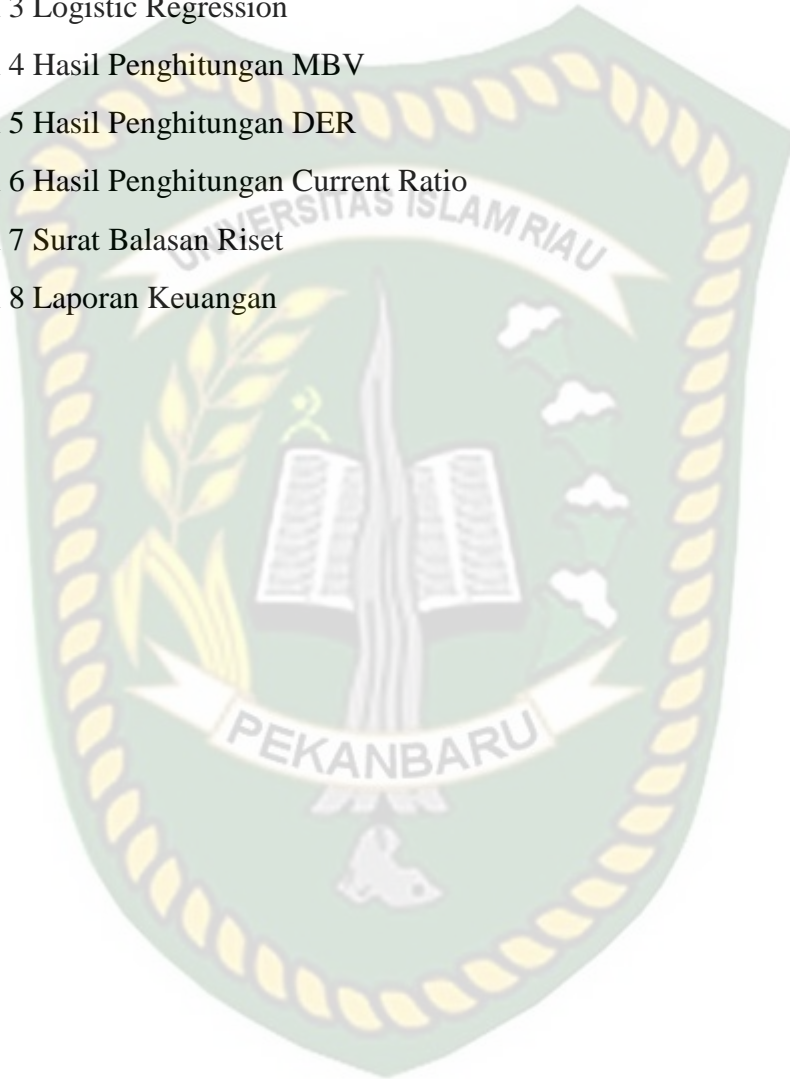 3 Logistic Regression
4 Hasil Penghitungan MBV
5 Hasil Penghitungan DER
6 Hasil Penghitungan Current Ratio
7 Surat Balasan Riset
8 Laporan Keuangan
UNIVERSITAS ISLAM RIAU
PEKANBARU